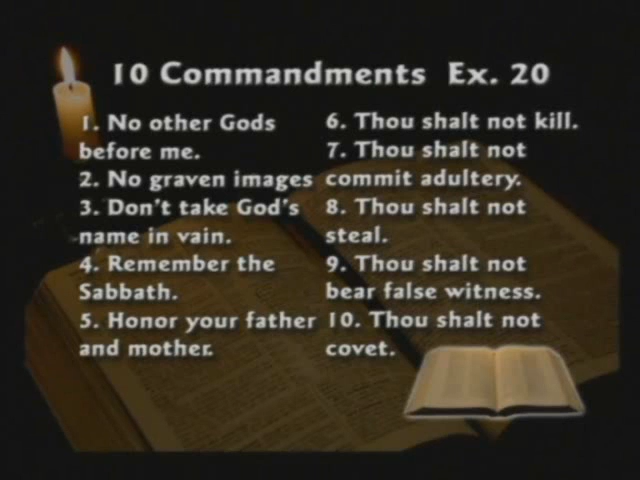 10 Commandments Ex. 20
1. No other Gods
before me.
2. No graven images
3. Don't take God's
name in vain.
4. Remember the
Sabbath.
5. Honor your father
and mother.
6. Thou shalt not kill.
7. Thou shalt not
commit adultery.
8. Thou shalt not
steal.
9. Thou shalt not
bear false witness.
10. Thou shalt not
covet.